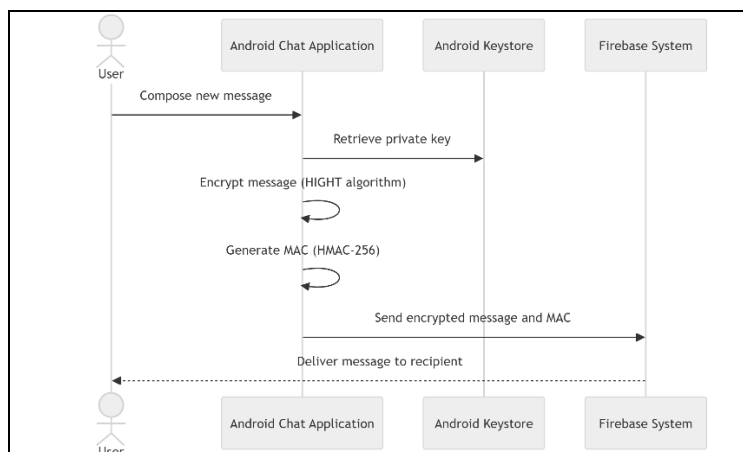 Android Chat Application
Android Keystore
Firebase System
User
Compose new message
Retrieve private key
Encrypt message (HIGHT algorithm)
Generate MAC (HMAC-256)
Send encrypted message and MAC
Deliver message to recipient
Android Chat Application
Android Keystore
Firebase System
User